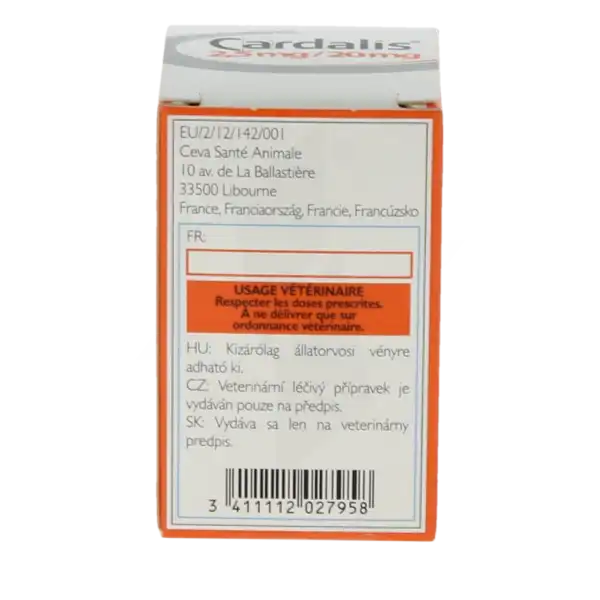 Cardalis®
2,5mg/20mg
EU/2/12/142/001
Ceva Santé Animale
10 av. de La Ballastière
33500 Libourne
France, Franciaország, Francie, Francúzsko
FR:
USAGE VÉTÉRINAIRE
Respecter les doses prescrites.
À ne délivrer que sur
ordonnance vétérinaire.
HU: Kizárólag állatorvosi vényre
adható ki.
CZ: Veterinární léčivý přípravek je
vydáván pouze na předpis.
SK: Vydáva sa len na veterinárny
predpis.
3 411112 027958